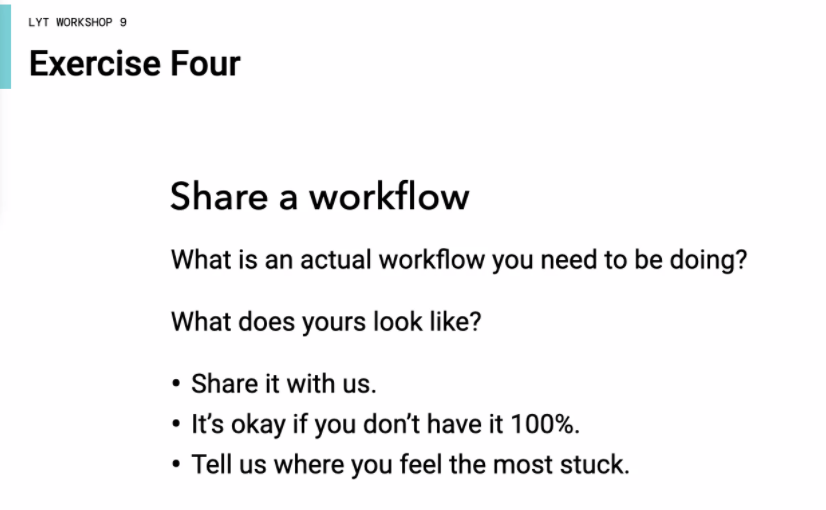 LYT WORKSHOP 9
Exercise Four
Share a workflow
What is an actual workflow you need to be doing?
What does yours look like?
• Share it with us.
• It’s okay if you don’t have it 100%.
• Tell us where you feel the most stuck.